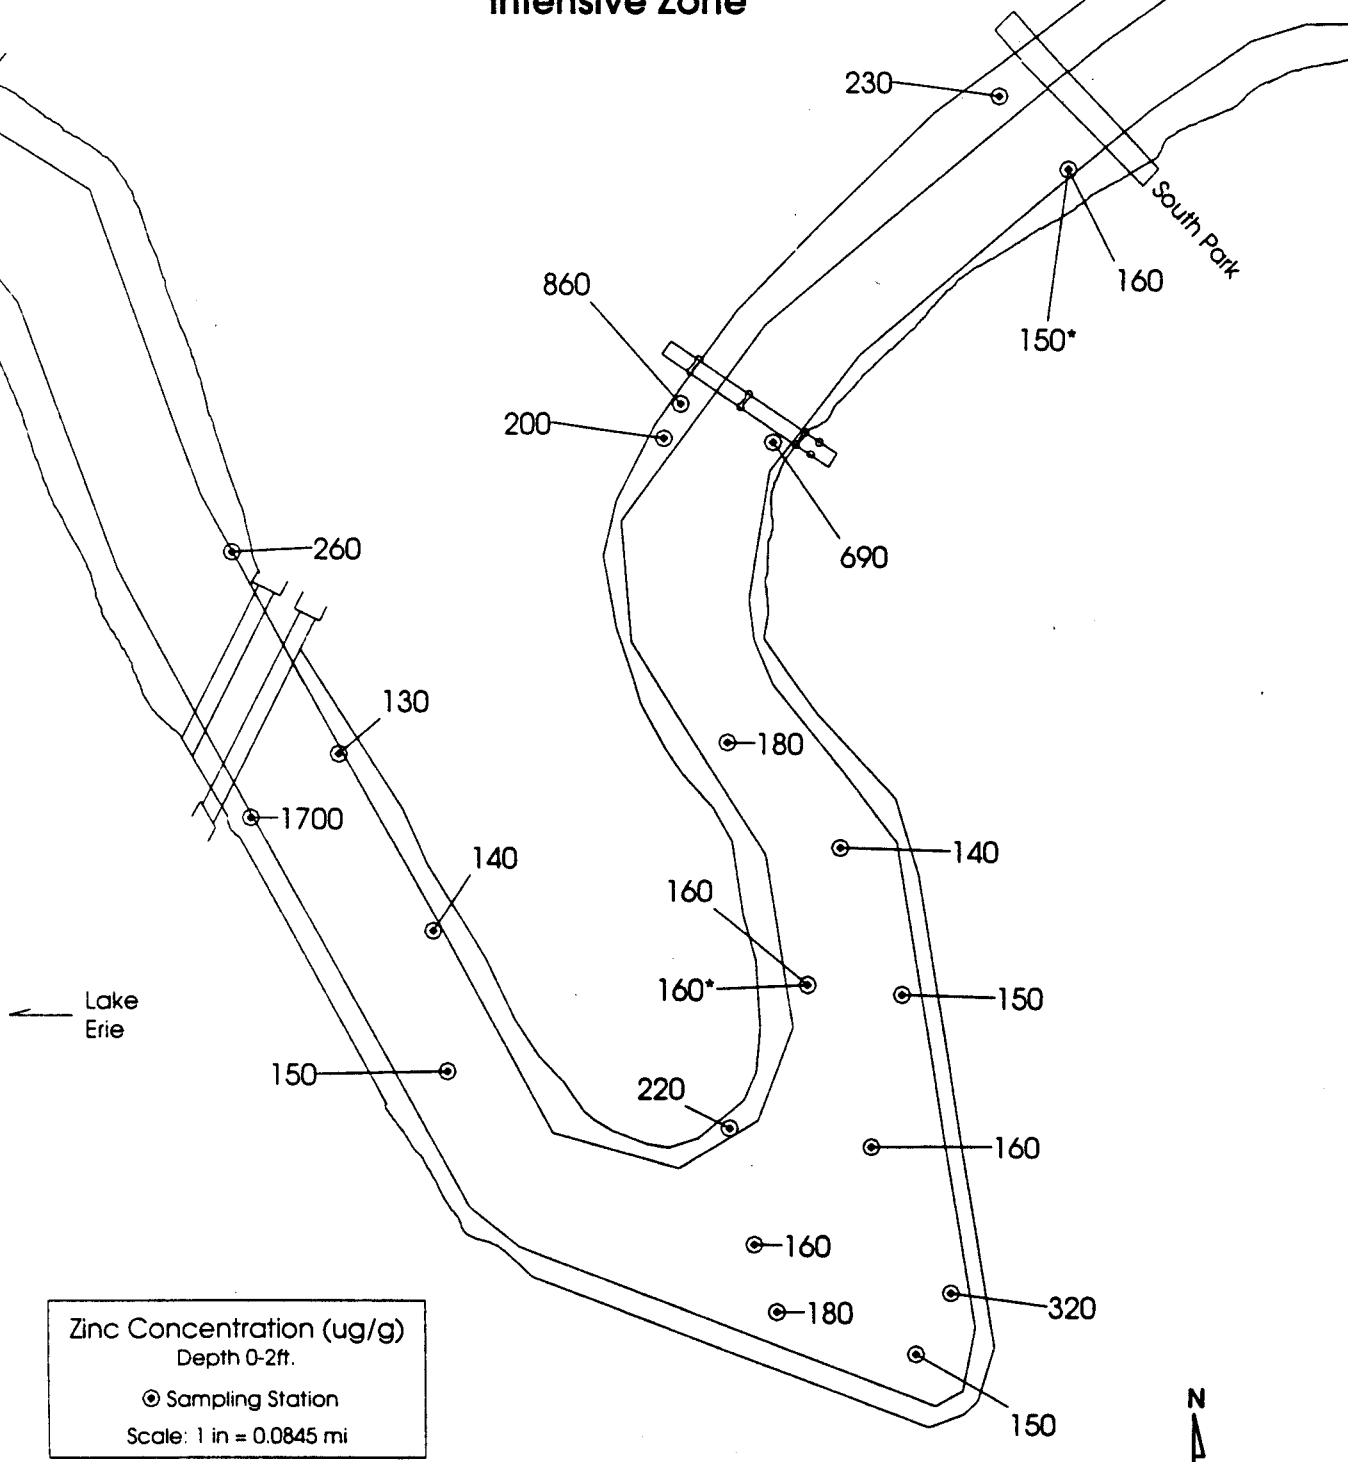 Intensive Zone
230
South Park
160
150*
860
200
690
260
130
180
1700
140
140
160
160*
150
Lake
Erie
150
220
160
160
180
320
150
Zinc Concentration (ug/g)
Depth 0-2ft.
Sampling Station
Scale: 1 in = 0.0845 mi
N